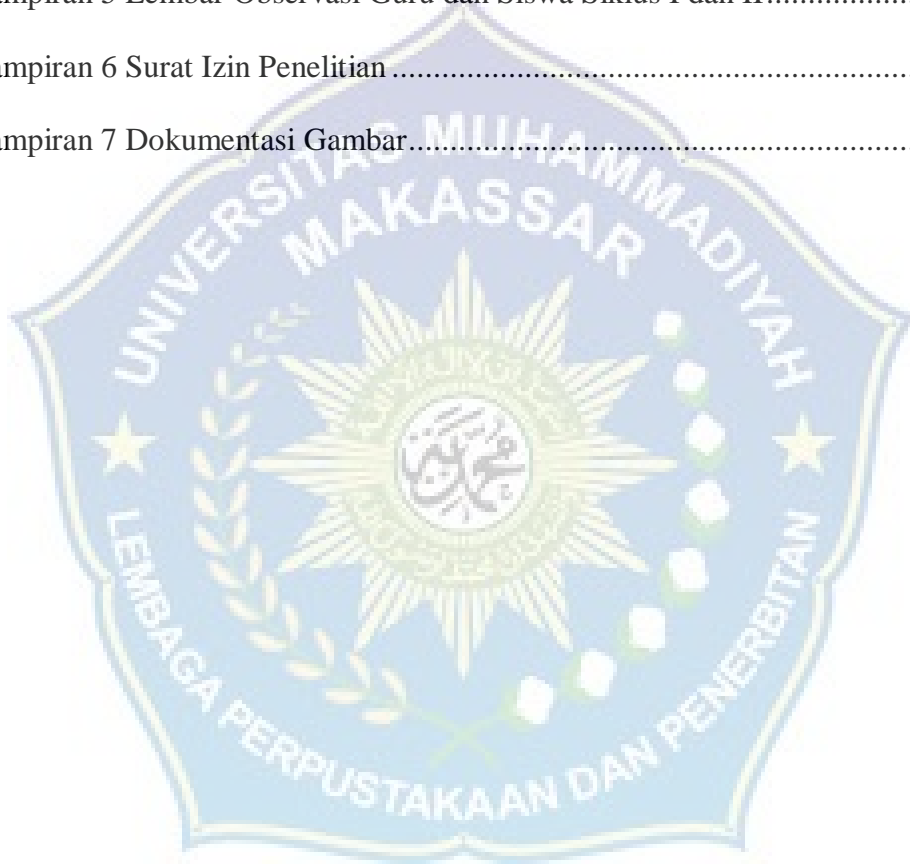 ampiran 5 Lembar Observasi Guru dan Siswa Siklus I dan II
ampiran 6 Surat Izin Penelitian
ampiran 7 Dokumentasi Gambar
UNIVERSITAS MUHAMMADIYAH
MAKASSAR
محمد
LEMBAGA PERPUSTAKAAN DAN PENERBITAN